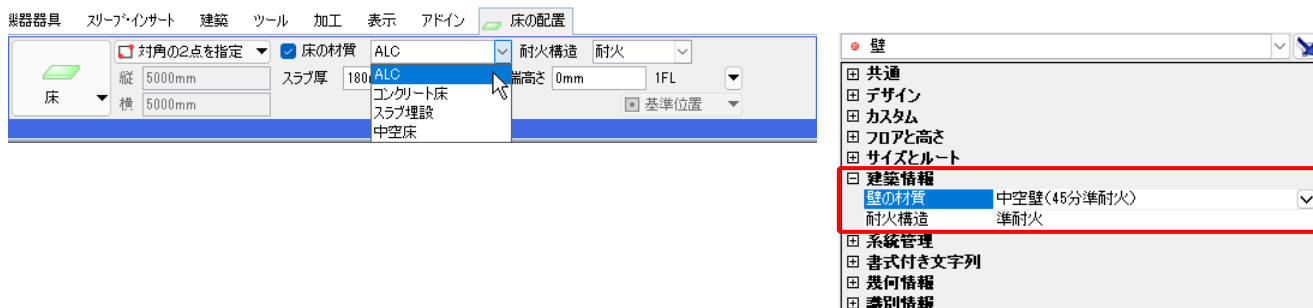 機器器具 スリーブ・インサート 建築 ツール 加工 表示 アドイン 床の配置
対角の2点を指定 床の材質 ALC 耐火構造 耐火
縦 5000mm スラブ厚 180 端高さ 0mm 1FL
床 横 5000mm 基準位置
ALC
コンクリート床
スラブ埋設
中空床
壁
共通
デザイン
カスタム
フロアと高さ
サイズとルート
建築情報
壁の材質 中空壁(45分準耐火)
耐火構造 準耐火
系統管理
書式付き文字列
幾何情報
識別情報